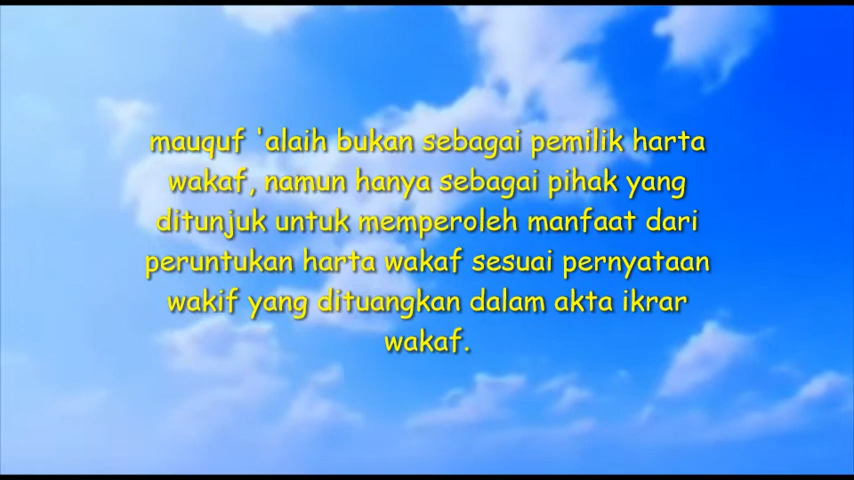 mauquf 'alaih bukan sebagai pemilik harta
wakaf, namun hanya sebagai pihak yang
ditunjuk untuk memperoleh manfaat dari
peruntukan harta wakaf sesuai pernyataan
wakif yang dituangkan dalam akta ikrar
wakaf.